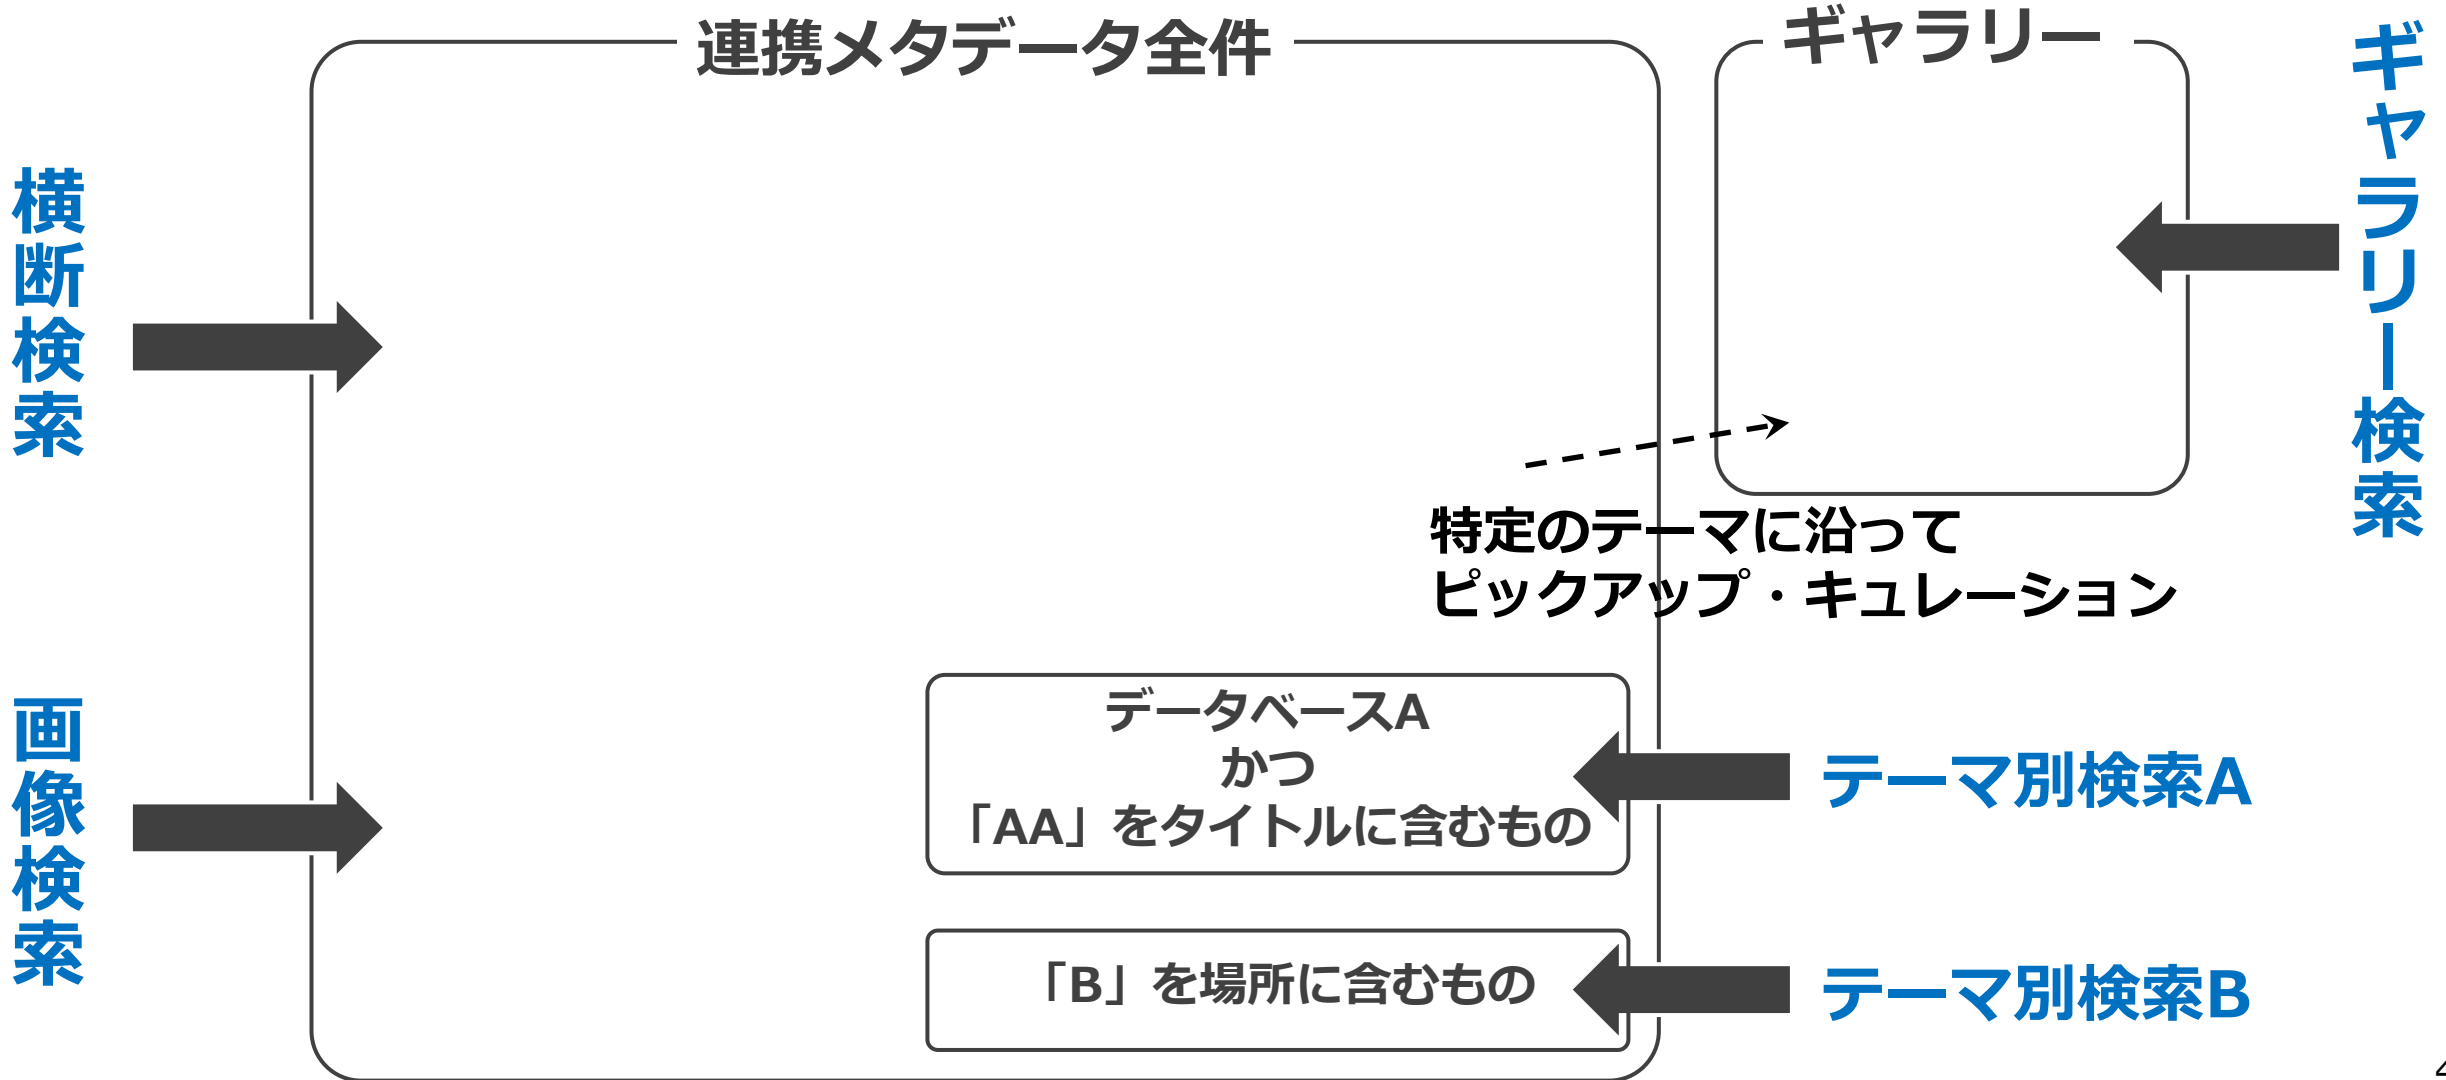 連携メタデータ全件
ギャラリー
ギャラリー検索
横断検索
特定のテーマに沿って
ピックアップ・キュレーション
画像検索
データベースA
かつ
「AA」をタイトルに含むもの
テーマ別検索A
「B」を場所に含むもの
テーマ別検索B